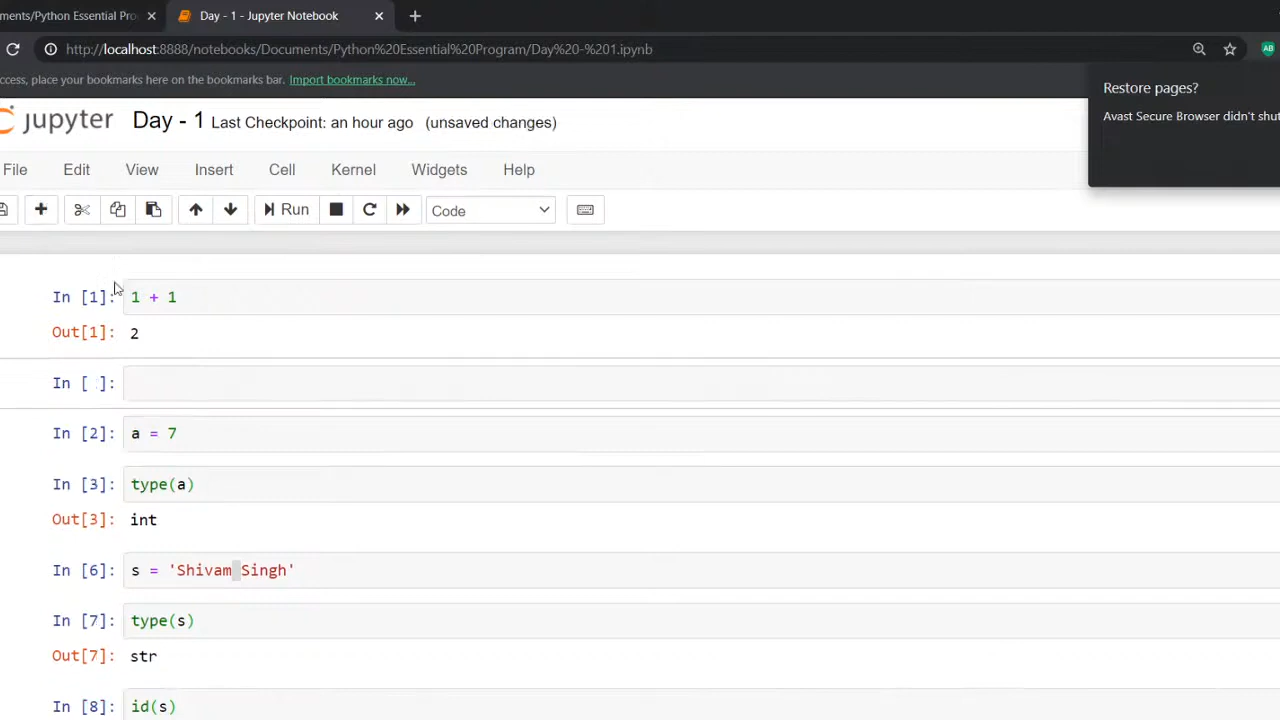 ments/Python Essential Pro
Day - 1 - Jupyter Notebook
http://localhost:8888/notebooks/Documents/Python%20Essential%20Program/Day%20-%201.ipynb
AB
ccess, place your bookmarks here on the bookmarks bar. Import bookmarks now...
Restore pages?
Avast Secure Browser didn't shut
jupyter Day - 1 Last Checkpoint: an hour ago (unsaved changes)
File Edit View Insert Cell Kernel Widgets Help
Run Code
In [1]: 1 + 1
Out[1]: 2
In [ ]:
In [2]: a = 7
In [3]: type(a)
Out[3]: int
In [6]: s = 'Shivam Singh'
In [7]: type(s)
Out[7]: str
In [8]: id(s)